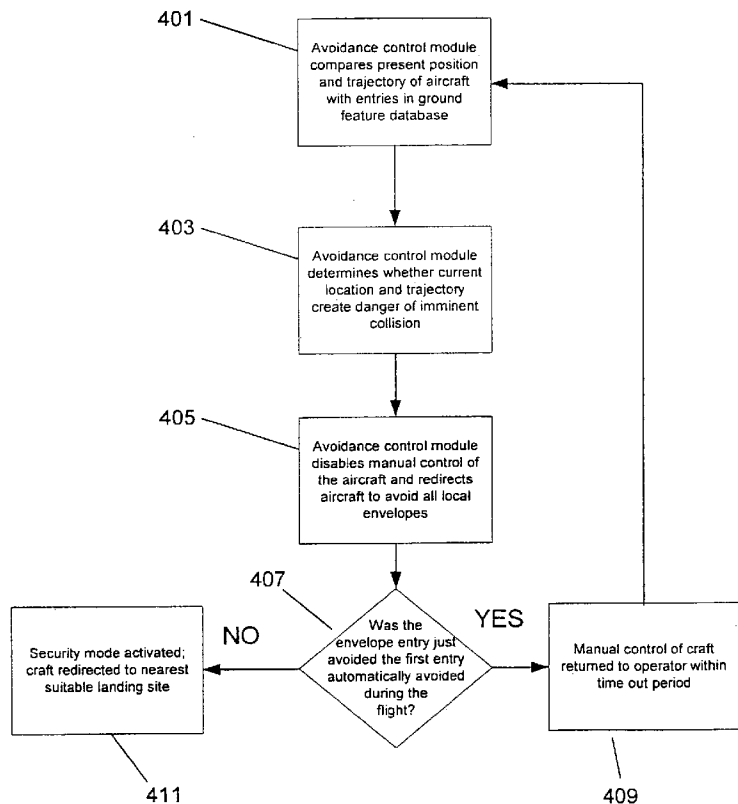 401
Avoidance control module
compares present position
and trajectory of aircraft
with entries in ground
feature database
403
Avoidance control module
determines whether current
location and trajectory
create danger of imminent
collision
405
Avoidance control module
disables manual control of
the aircraft and redirects
aircraft to avoid all local
envelopes
407
Was the
envelope entry just
avoided the first entry
automatically avoided
during the
flight?
NO
YES
Security mode activated;
craft redirected to nearest
suitable landing site
411
Manual control of craft
returned to operator within
time out period
409